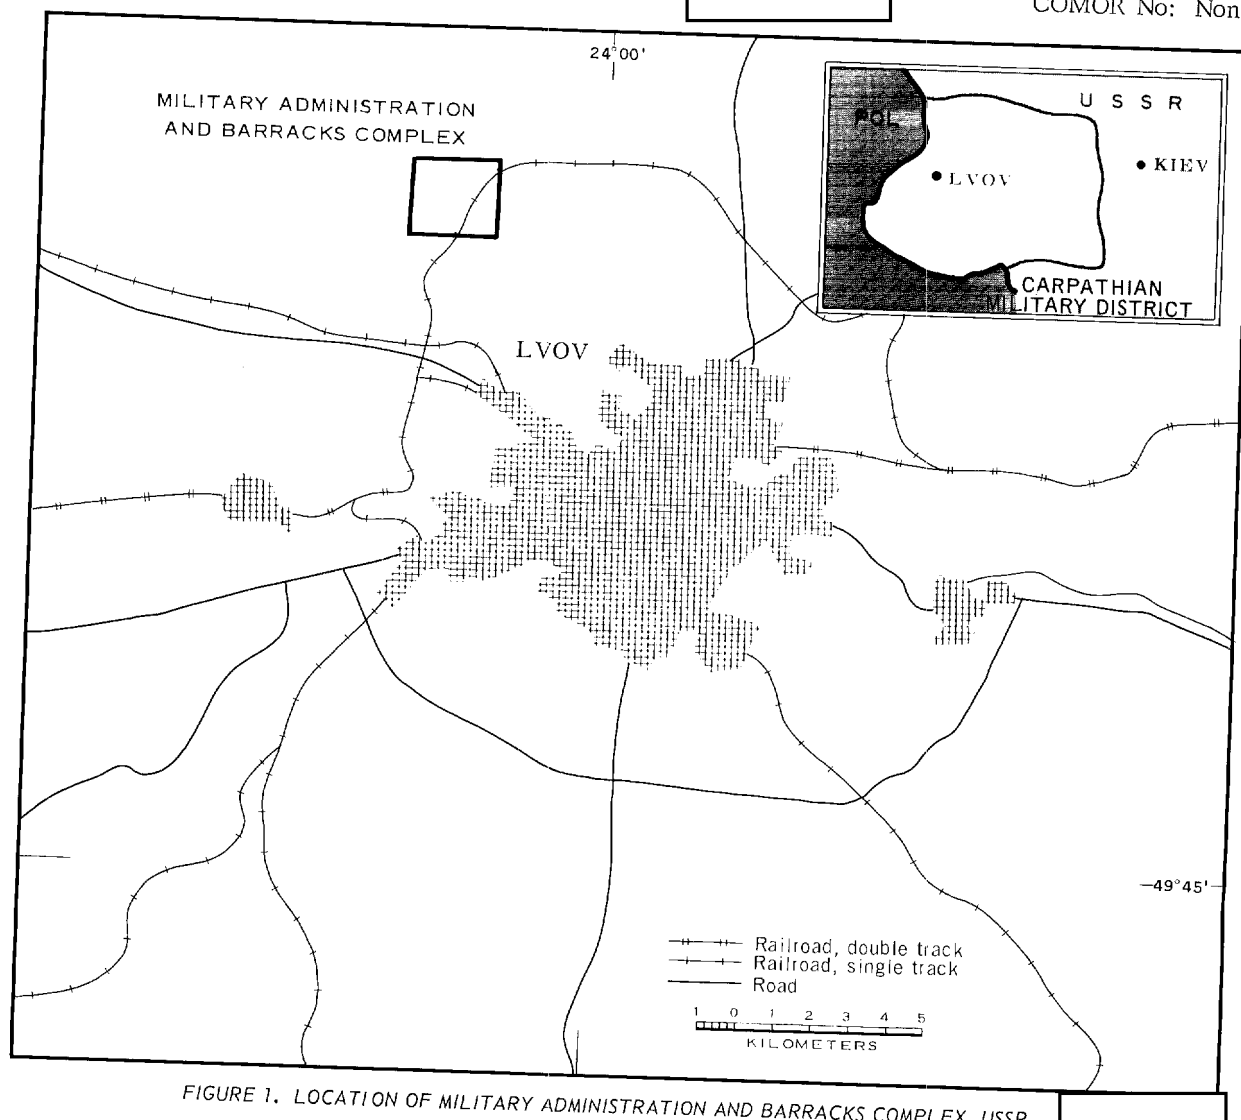 COMOR No: Non
24°00'
MILITARY ADMINISTRATION
AND BARRACKS COMPLEX
U S S R
POL
KIEV
LVOV
CARPATHIAN
MILITARY DISTRICT
LVOV
49°45'
Railroad, double track
Railroad, single track
Road
1 0 1 2 3 4 5
KILOMETERS
FIGURE 1. LOCATION OF MILITARY ADMINISTRATION AND BARRACKS COMPLEX, USSR